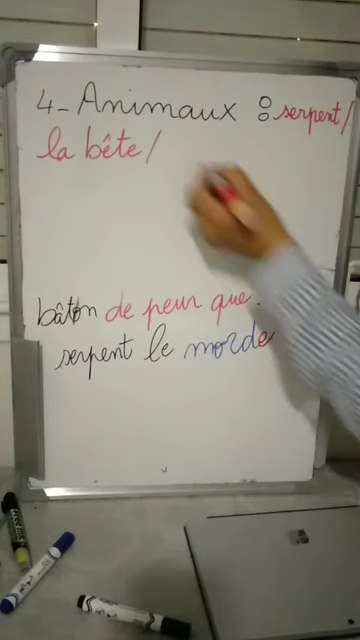 4- Animaux : serpent/
la bête/
bâton de peur que
serpent le morde